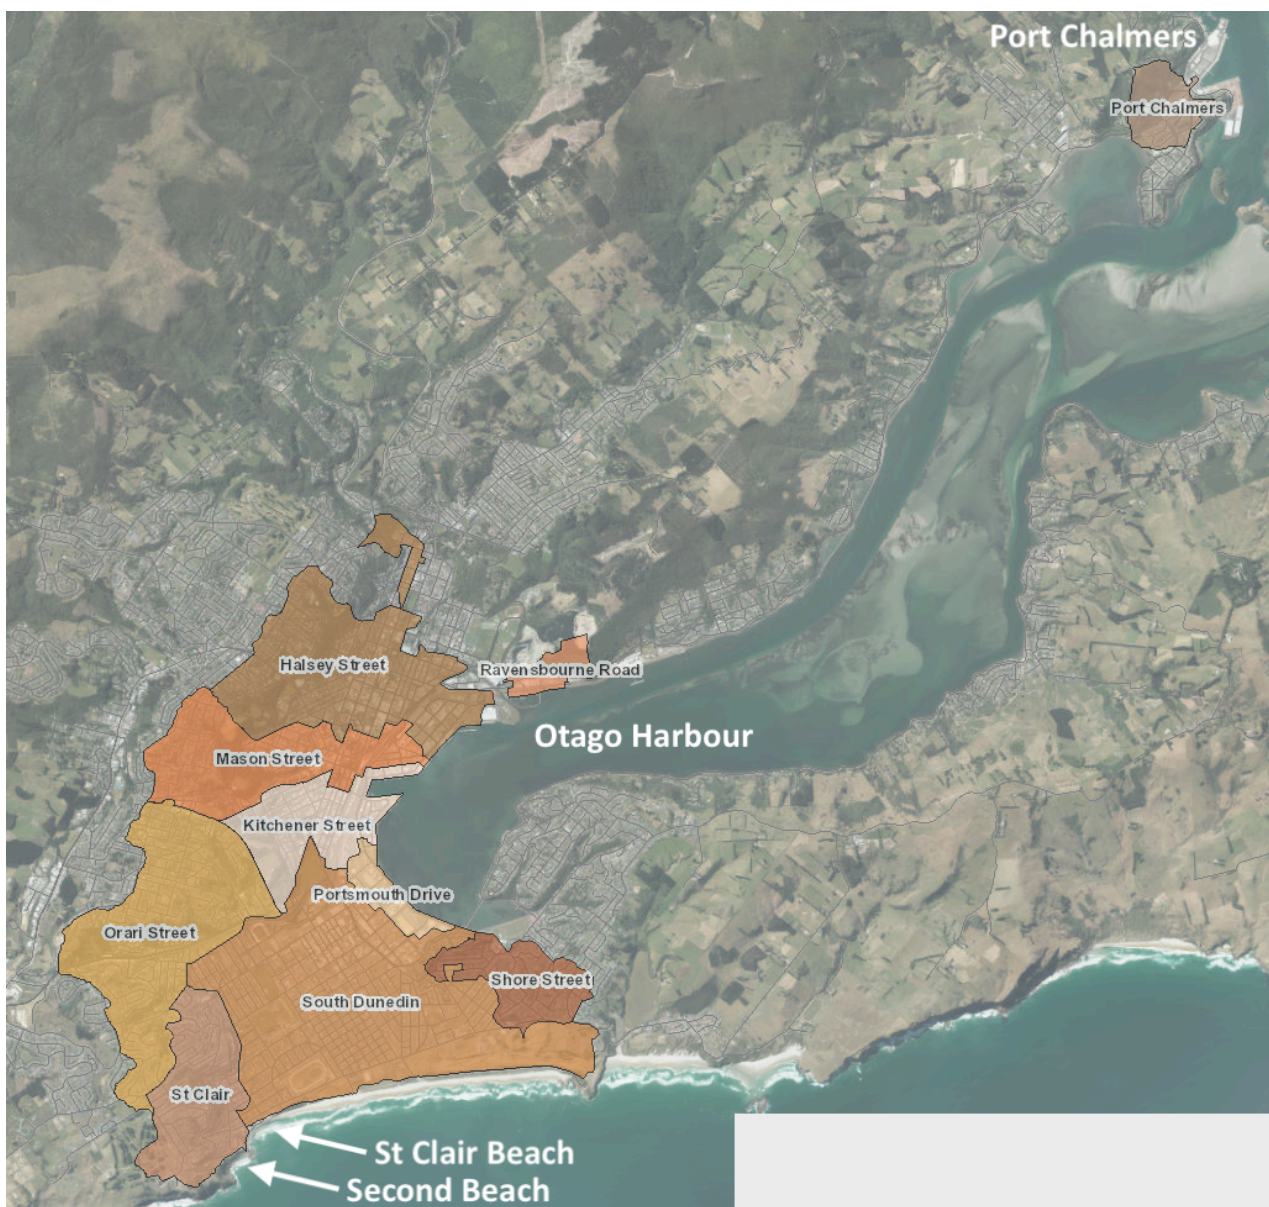 Port Chalmers
Port Chalmers
Halsey Street
Ravensbourne Road
Otago Harbour
Mason Street
Kitchener Street
Portsmouth Drive
Orari Street
Shore Street
South Dunedin
St Clair
St Clair Beach
Second Beach